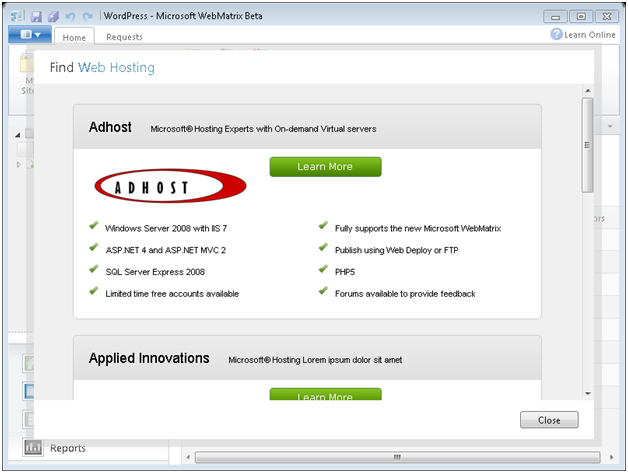 WordPress - Microsoft WebMatrix Beta
Home Requests
Learn Online
Find Web Hosting
Adhost Microsoft® Hosting Experts with On-demand Virtual servers
Learn More
ADHOST
Windows Server 2008 with IIS 7 Fully supports the new Microsoft WebMatrix
ASP.NET 4 and ASP.NET MVC 2 Publish using Web Deploy or FTP
SQL Server Express 2008 PHP5
Limited time free accounts available Forums available to provide feedback
Applied Innovations Microsoft® Hosting Lorem ipsum dolor sit amet
Learn More
Close
Reports